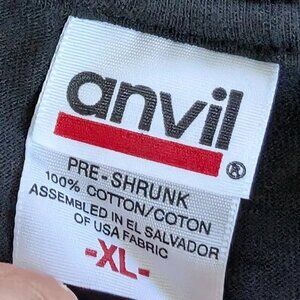 anvil
®
PRE-SHRUNK
100% COTTON/COTON
ASSEMBLED IN EL SALVADOR
OF USA FABRIC
-XL-